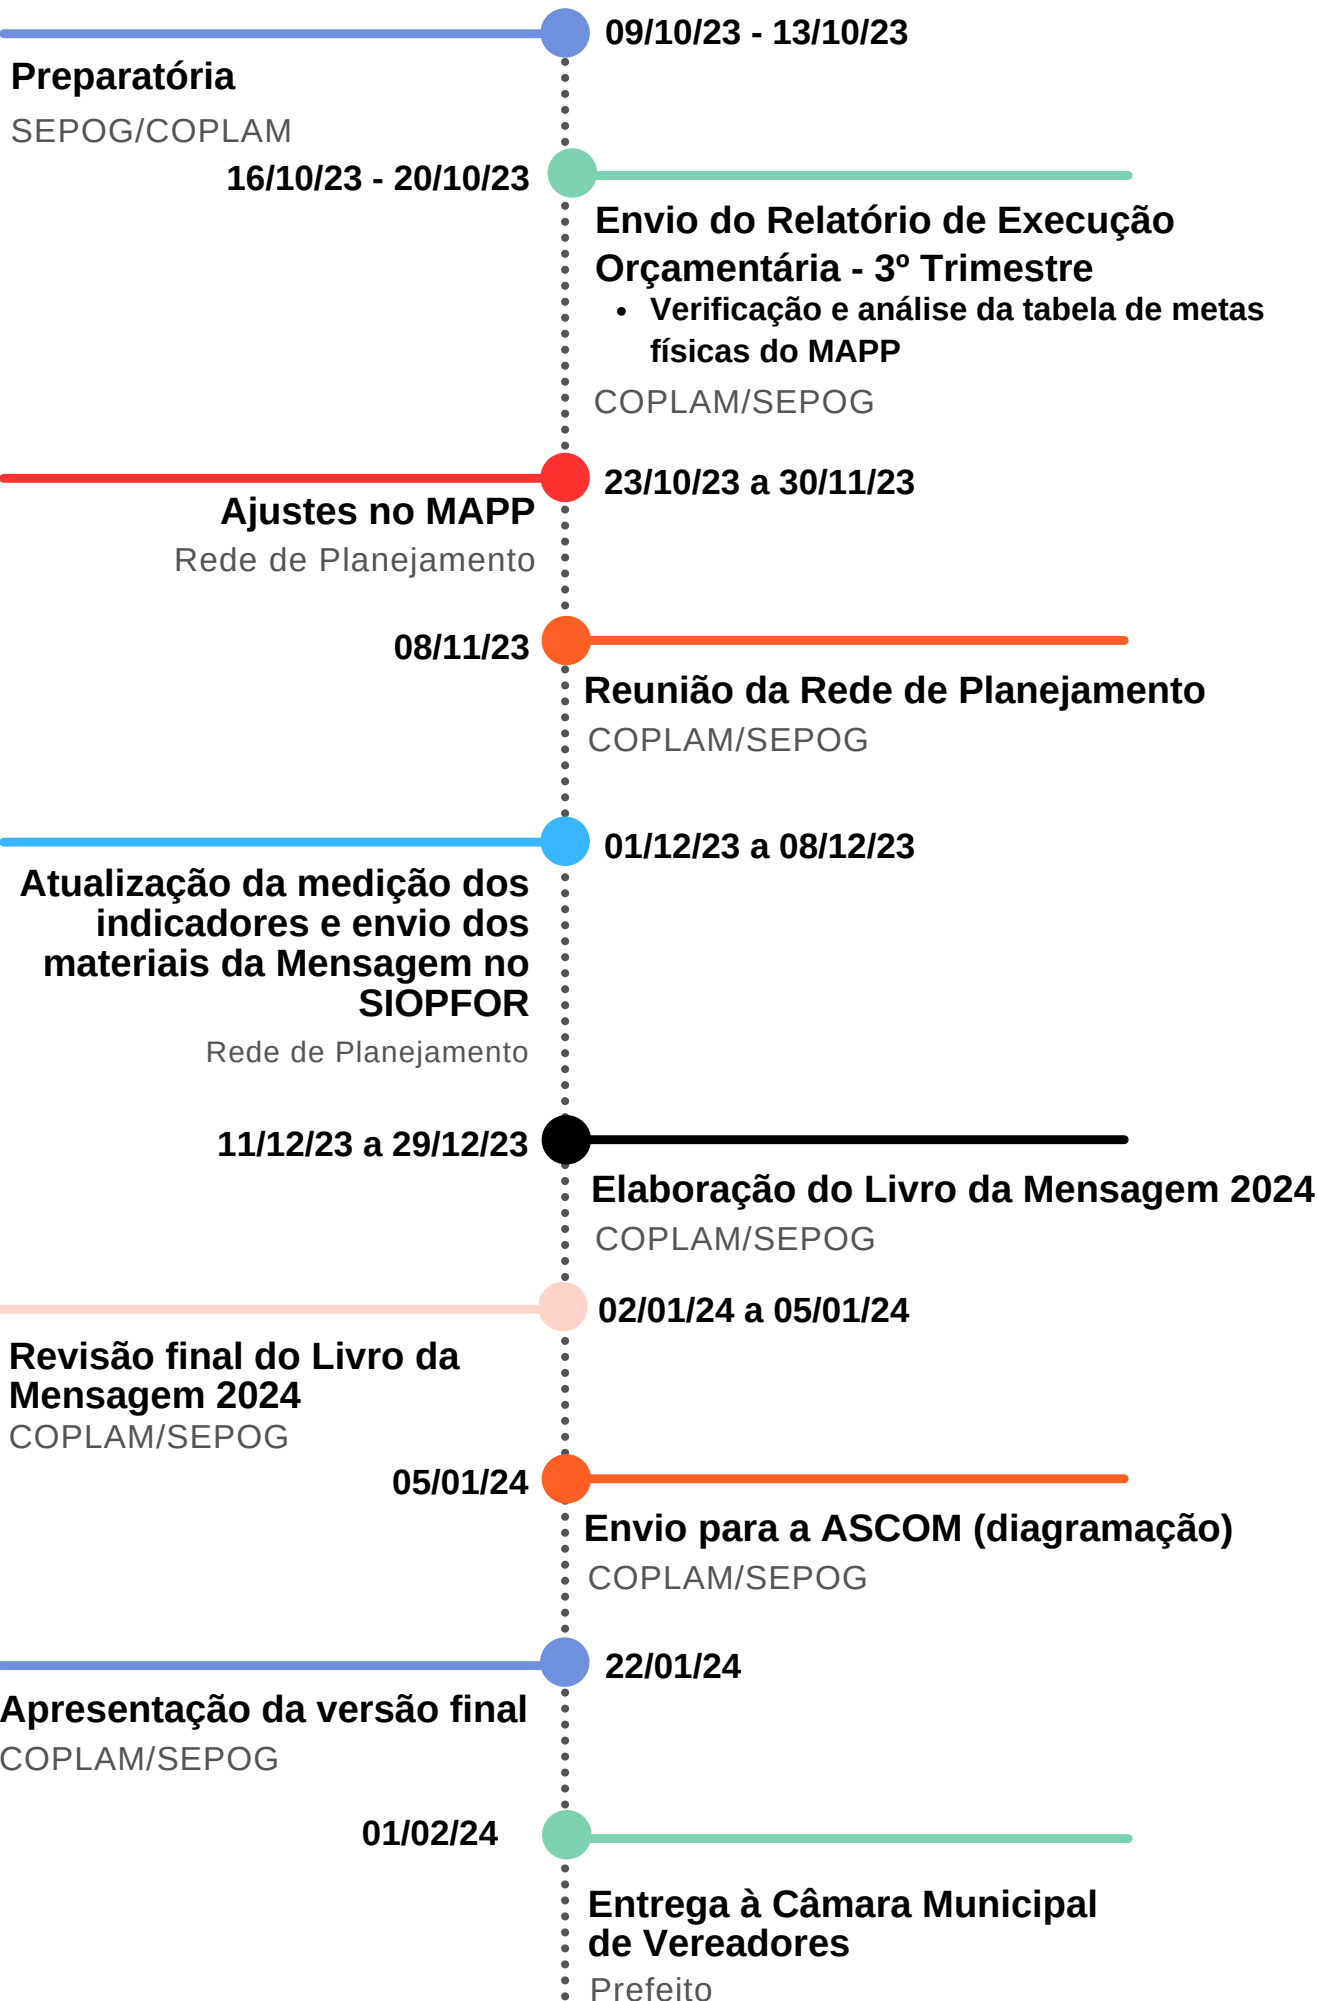 09/10/23 - 13/10/23
Preparatória
SEPOG/COPLAM
16/10/23 - 20/10/23
Envio do Relatório de Execução
Orçamentária - 3º Trimestre
• Verificação e análise da tabela de metas
físicas do MAPP
COPLAM/SEPOG
23/10/23 a 30/11/23
Ajustes no MAPP
Rede de Planejamento
08/11/23
Reunião da Rede de Planejamento
COPLAM/SEPOG
01/12/23 a 08/12/23
Atualização da medição dos
indicadores e envio dos
materiais da Mensagem no
SIOPFOR
Rede de Planejamento
11/12/23 a 29/12/23
Elaboração do Livro da Mensagem 2024
COPLAM/SEPOG
02/01/24 a 05/01/24
Revisão final do Livro da
Mensagem 2024
COPLAM/SEPOG
05/01/24
Envio para a ASCOM (diagramação)
COPLAM/SEPOG
22/01/24
Apresentação da versão final
COPLAM/SEPOG
01/02/24
Entrega à Câmara Municipal
de Vereadores
Prefeito